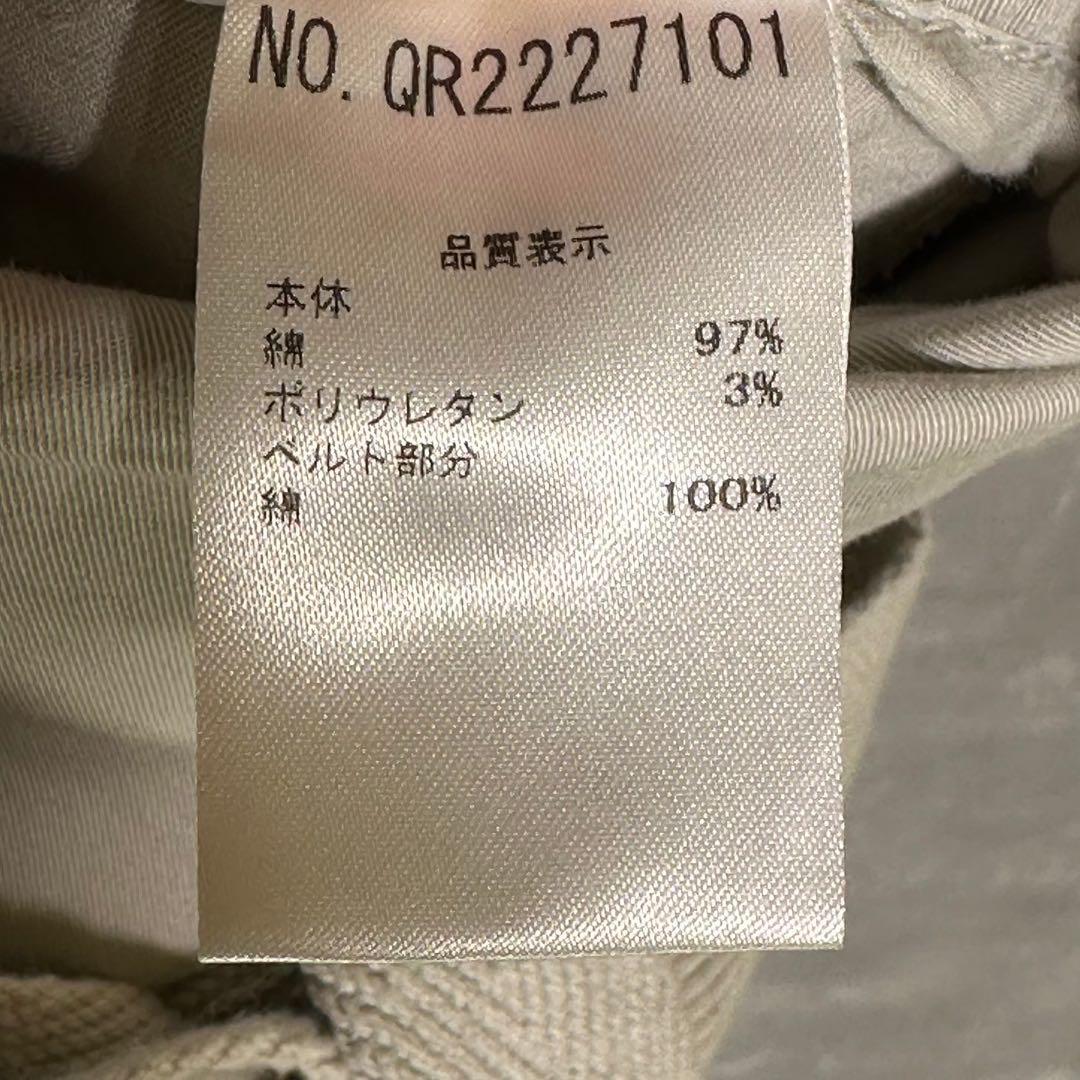 NO. QR2227101
品質表示
本体
綿 97%
ポリウレタン 3%
ベルト部分
綿 100%